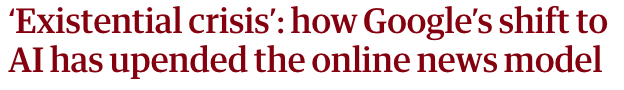 ‘Existential crisis’: how Google’s shift to
AI has upended the online news model